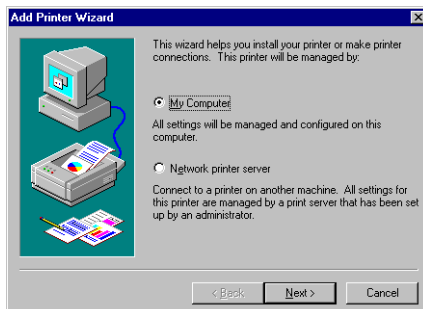 Add Printer Wizard
This wizard helps you install your printer or make printer
connections. This printer will be managed by:
My Computer
All settings will be managed and configured on this
computer.
Network printer server
Connect to a printer on another machine. All settings for
this printer are managed by a print server that has been set
up by an administrator.
< Back
Next >
Cancel